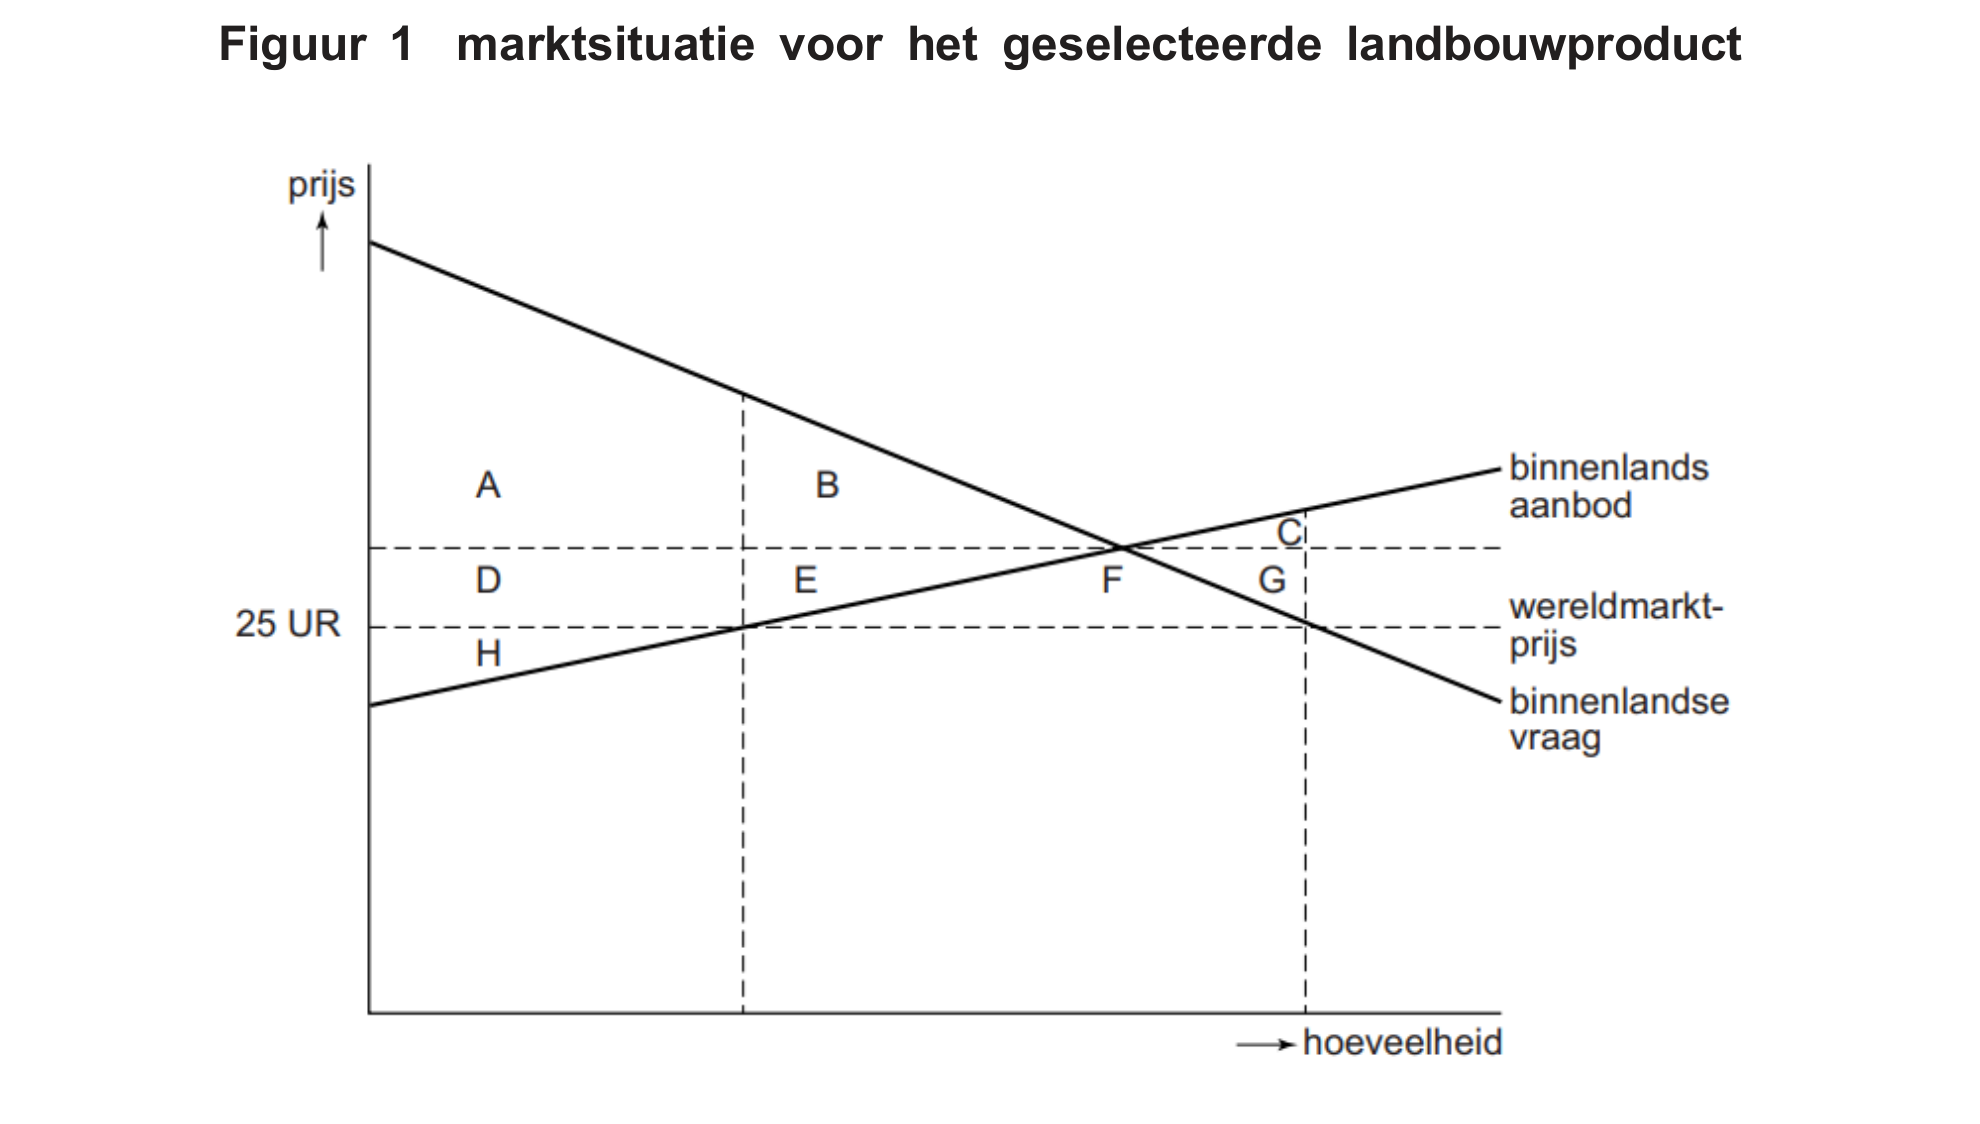 Figuur 1 marktsituatie voor het geselecteerde landbouwproduct
prijs
binnenlands
aanbod
A
B
C
D
E
F
G
wereldmarkt-
prijs
25 UR
H
binnenlandse
vraag
hoeveelheid